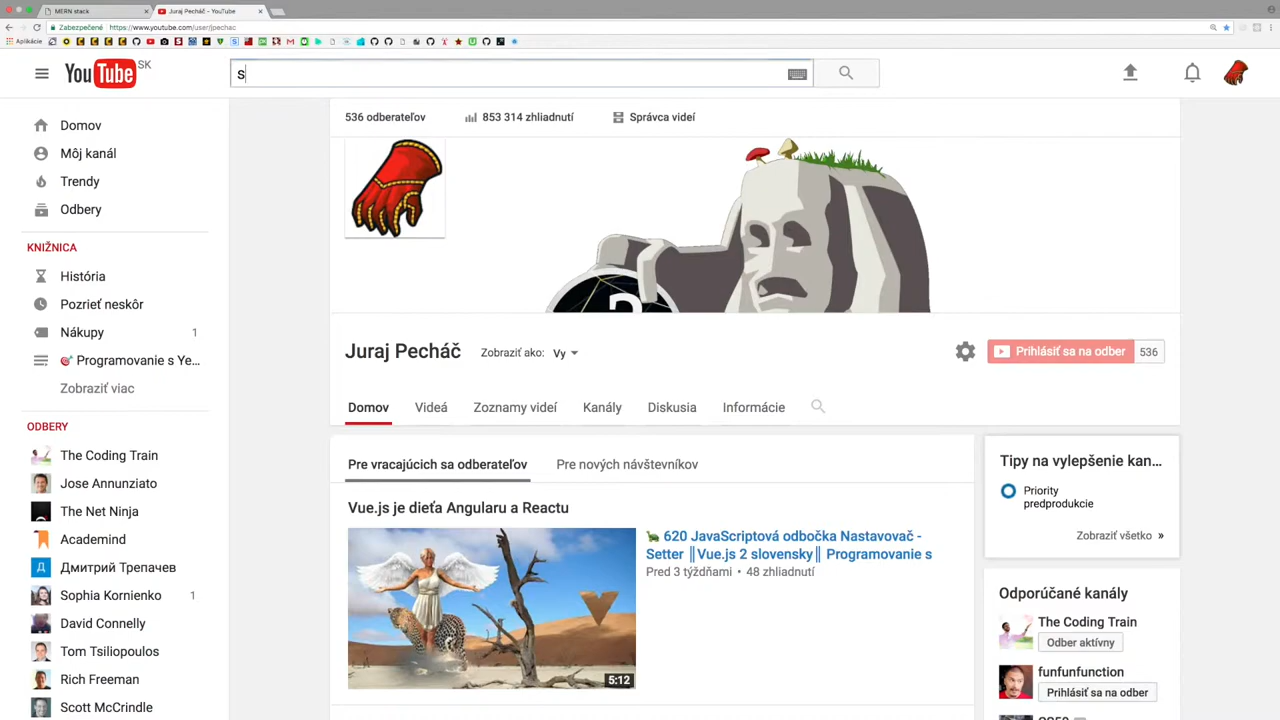 MERN stack
Juraj Pecháč - YouTube
Zabezpečené https://www.youtube.com/user/jpechac
Aplikácie
YouTube SK
s
536 odberateľov
853 314 zhliadnutí
Správca videí
Domov
Môj kanál
Trendy
Odbery
KNIŽNICA
História
Pozrieť neskôr
Nákupy 1
Programovanie s Ye...
Zobraziť viac
ODBERY
The Coding Train
Jose Annunziato
The Net Ninja
Academind
Дмитрий Трепачев
Sophia Kornienko 1
David Connelly
Tom Tsiliopoulos
Rich Freeman
Scott McCrindle
Juraj Pecháč
Zobraziť ako: Vy
Prihlásiť sa na odber 536
Domov
Videá
Zoznamy videí
Kanály
Diskusia
Informácie
Pre vracajúcich sa odberateľov
Pre nových návštevníkov
Vue.js je dieťa Angularu a Reactu
5:12
620 JavaScriptová odbočka Nastavovač -
Setter ║Vue.js 2 slovensky║ Programovanie s
Pred 3 týždňami • 48 zhliadnutí
Tipy na vylepšenie kan...
Priority
predprodukcie
Zobraziť všetko »
Odporúčané kanály
The Coding Train
Odber aktívny
funfunfunction
Prihlásiť sa na odber